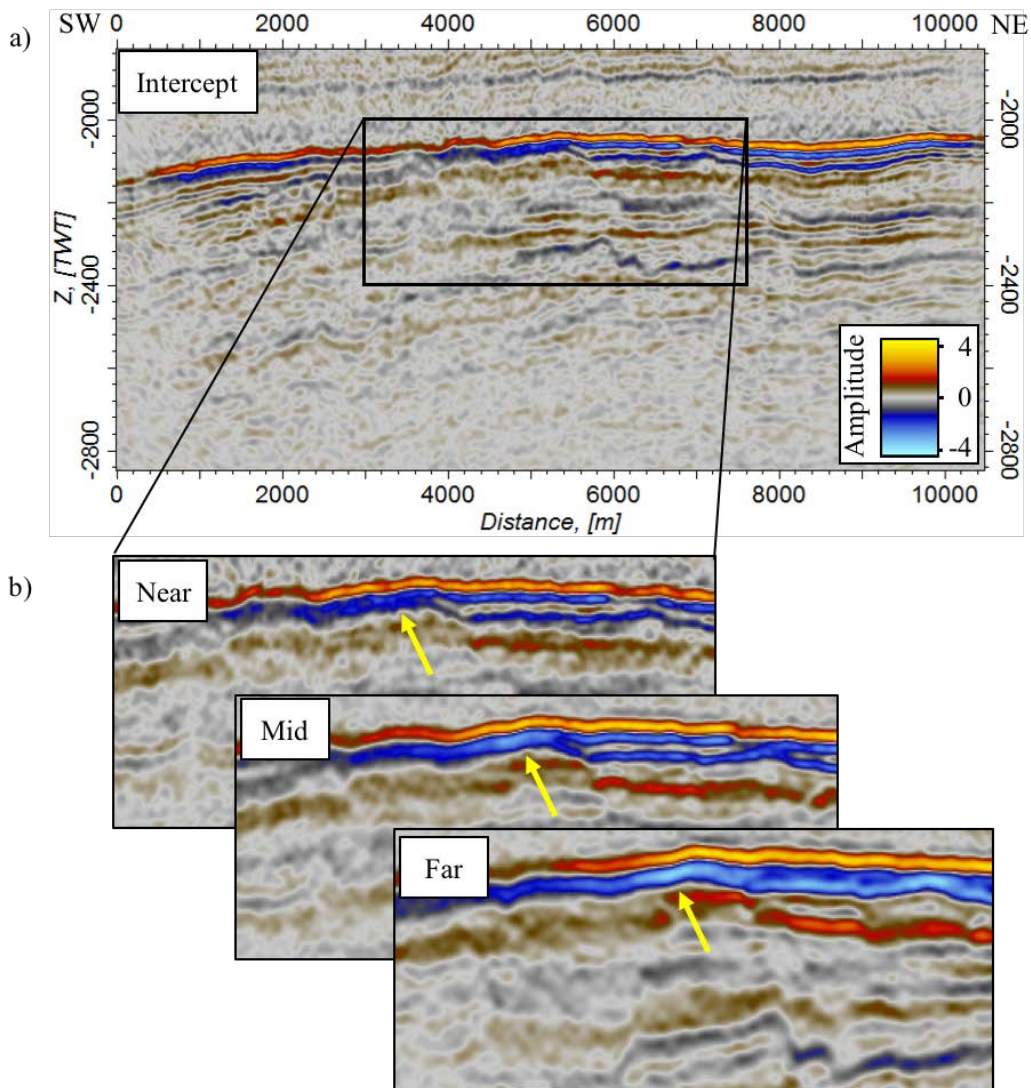 a)
SW 0 2000 4000 6000 8000 10000 NE
Intercept
-2000 -2000
Z, [TWT]
-2400 -2400
-2800 -2800
Amplitude
4
0
-4
0 2000 4000 6000 8000 10000
Distance, [m]
b)
Near
Mid
Far